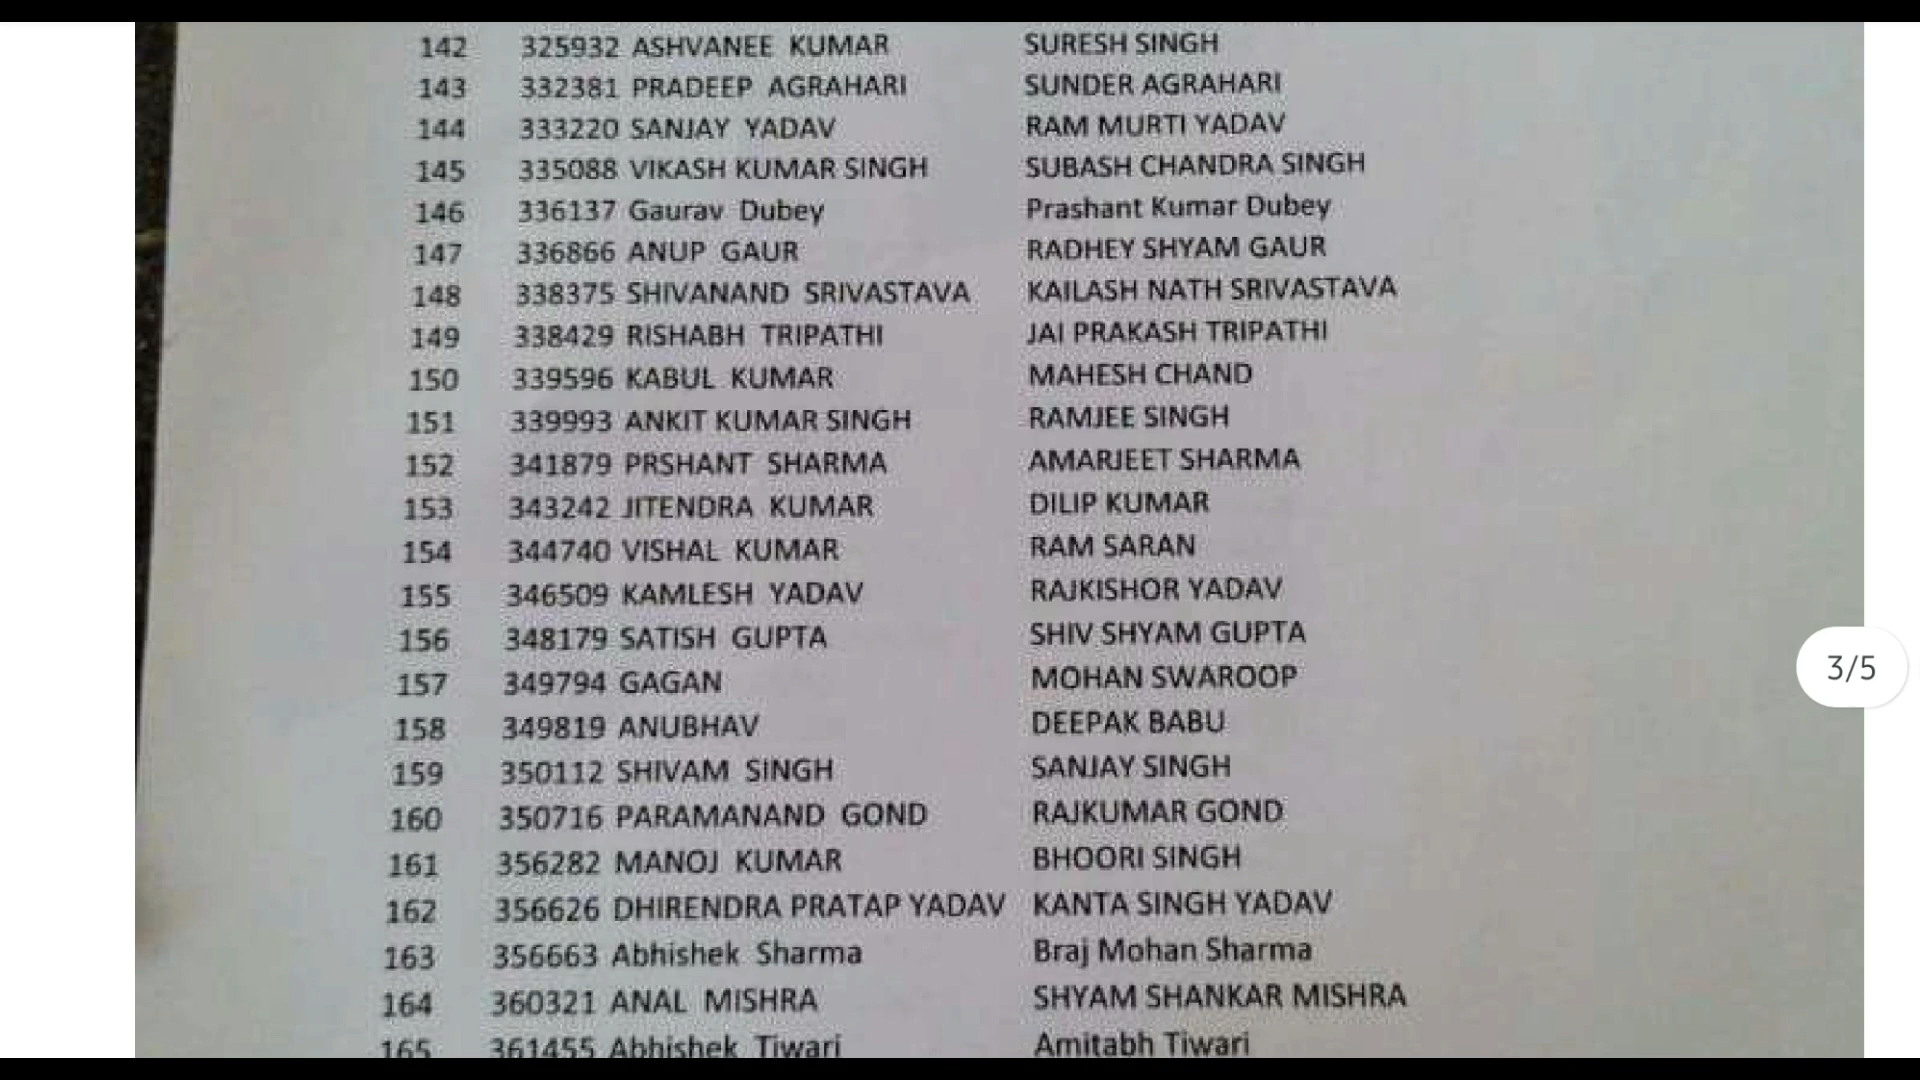 142 325932 ASHVANEE KUMAR SURESH SINGH
143 332381 PRADEEP AGRAHARI SUNDER AGRAHARI
144 333220 SANJAY YADAV RAM MURTI YADAV
145 335088 VIKASH KUMAR SINGH SUBASH CHANDRA SINGH
146 336137 Gaurav Dubey Prashant Kumar Dubey
147 336866 ANUP GAUR RADHEY SHYAM GAUR
148 338375 SHIVANAND SRIVASTAVA KAILASH NATH SRIVASTAVA
149 338429 RISHABH TRIPATHI JAI PRAKASH TRIPATHI
150 339596 KABUL KUMAR MAHESH CHAND
151 339993 ANKIT KUMAR SINGH RAMJEE SINGH
152 341879 PRSHANT SHARMA AMARJEET SHARMA
153 343242 JITENDRA KUMAR DILIP KUMAR
154 344740 VISHAL KUMAR RAM SARAN
155 346509 KAMLESH YADAV RAJKISHOR YADAV
156 348179 SATISH GUPTA SHIV SHYAM GUPTA
157 349794 GAGAN MOHAN SWAROOP
3/5
158 349819 ANUBHAV DEEPAK BABU
159 350112 SHIVAM SINGH SANJAY SINGH
160 350716 PARAMANAND GOND RAJKUMAR GOND
161 356282 MANOJ KUMAR BHOORI SINGH
162 356626 DHIRENDRA PRATAP YADAV KANTA SINGH YADAV
163 356663 Abhishek Sharma Braj Mohan Sharma
164 360321 ANAL MISHRA SHYAM SHANKAR MISHRA
165 361455 Abhishek Tiwari Amitabh Tiwari